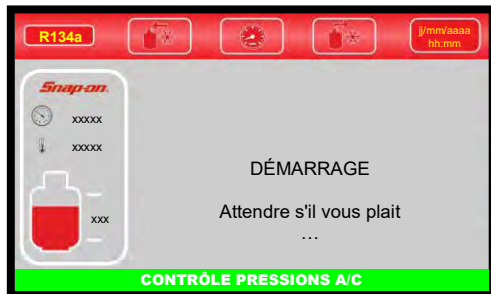 R134a
jj/mm/aaaa
hh:mm
Snap-on
xxxxx
xxxxx
xxx
DÉMARRAGE
Attendre s'il vous plait
…
CONTRÔLE PRESSIONS A/C